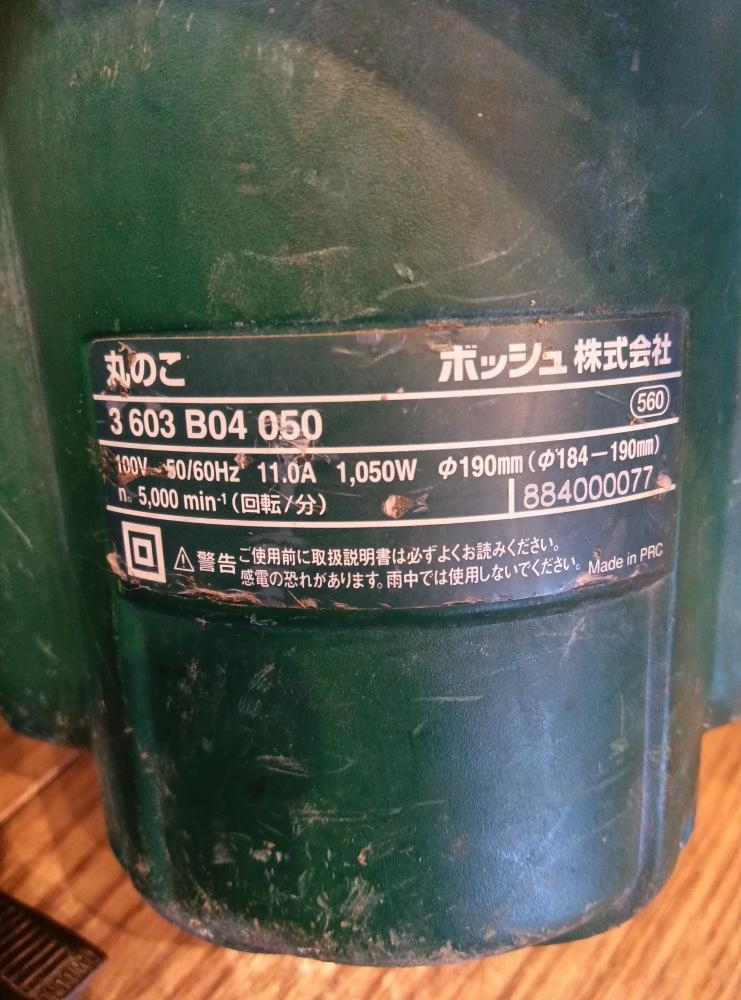 丸のこ ボッシュ株式会社
3 603 B04 050 560
100V 50/60Hz 11.0A 1,050W Φ190mm (Φ184－190mm)
n₀ 5,000 min⁻¹ (回転/分) 884000077
警告 ご使用前に取扱説明書は必ずよくお読みください。
感電の恐れがあります。雨中では使用しないでください。 Made in PRC